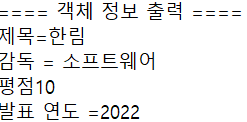 ==== 객체 정보 출력 ====
제목=한림
감독 = 소프트웨어
평점10
발표 연도 =2022